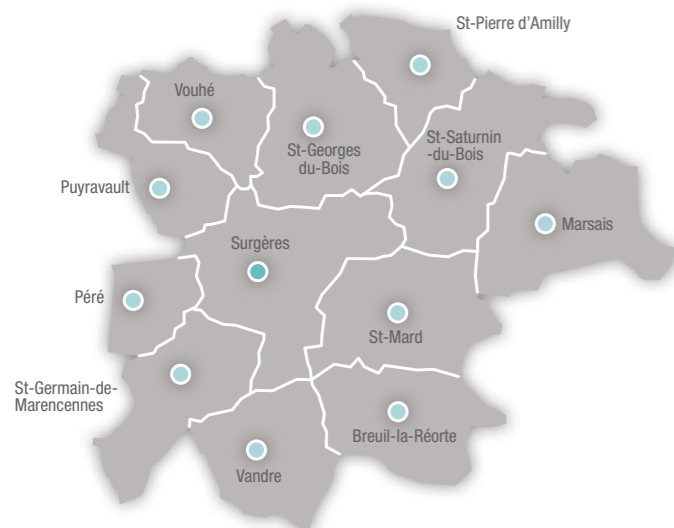 St-Pierre d'Amilly
Vouhé
St-Georges
du-Bois
St-Saturnin
-du-Bois
Puyravault
Marsais
Surgères
Péré
St-Mard
St-Germain-de-
Marencennes
Breuil-la-Réorte
Vandre